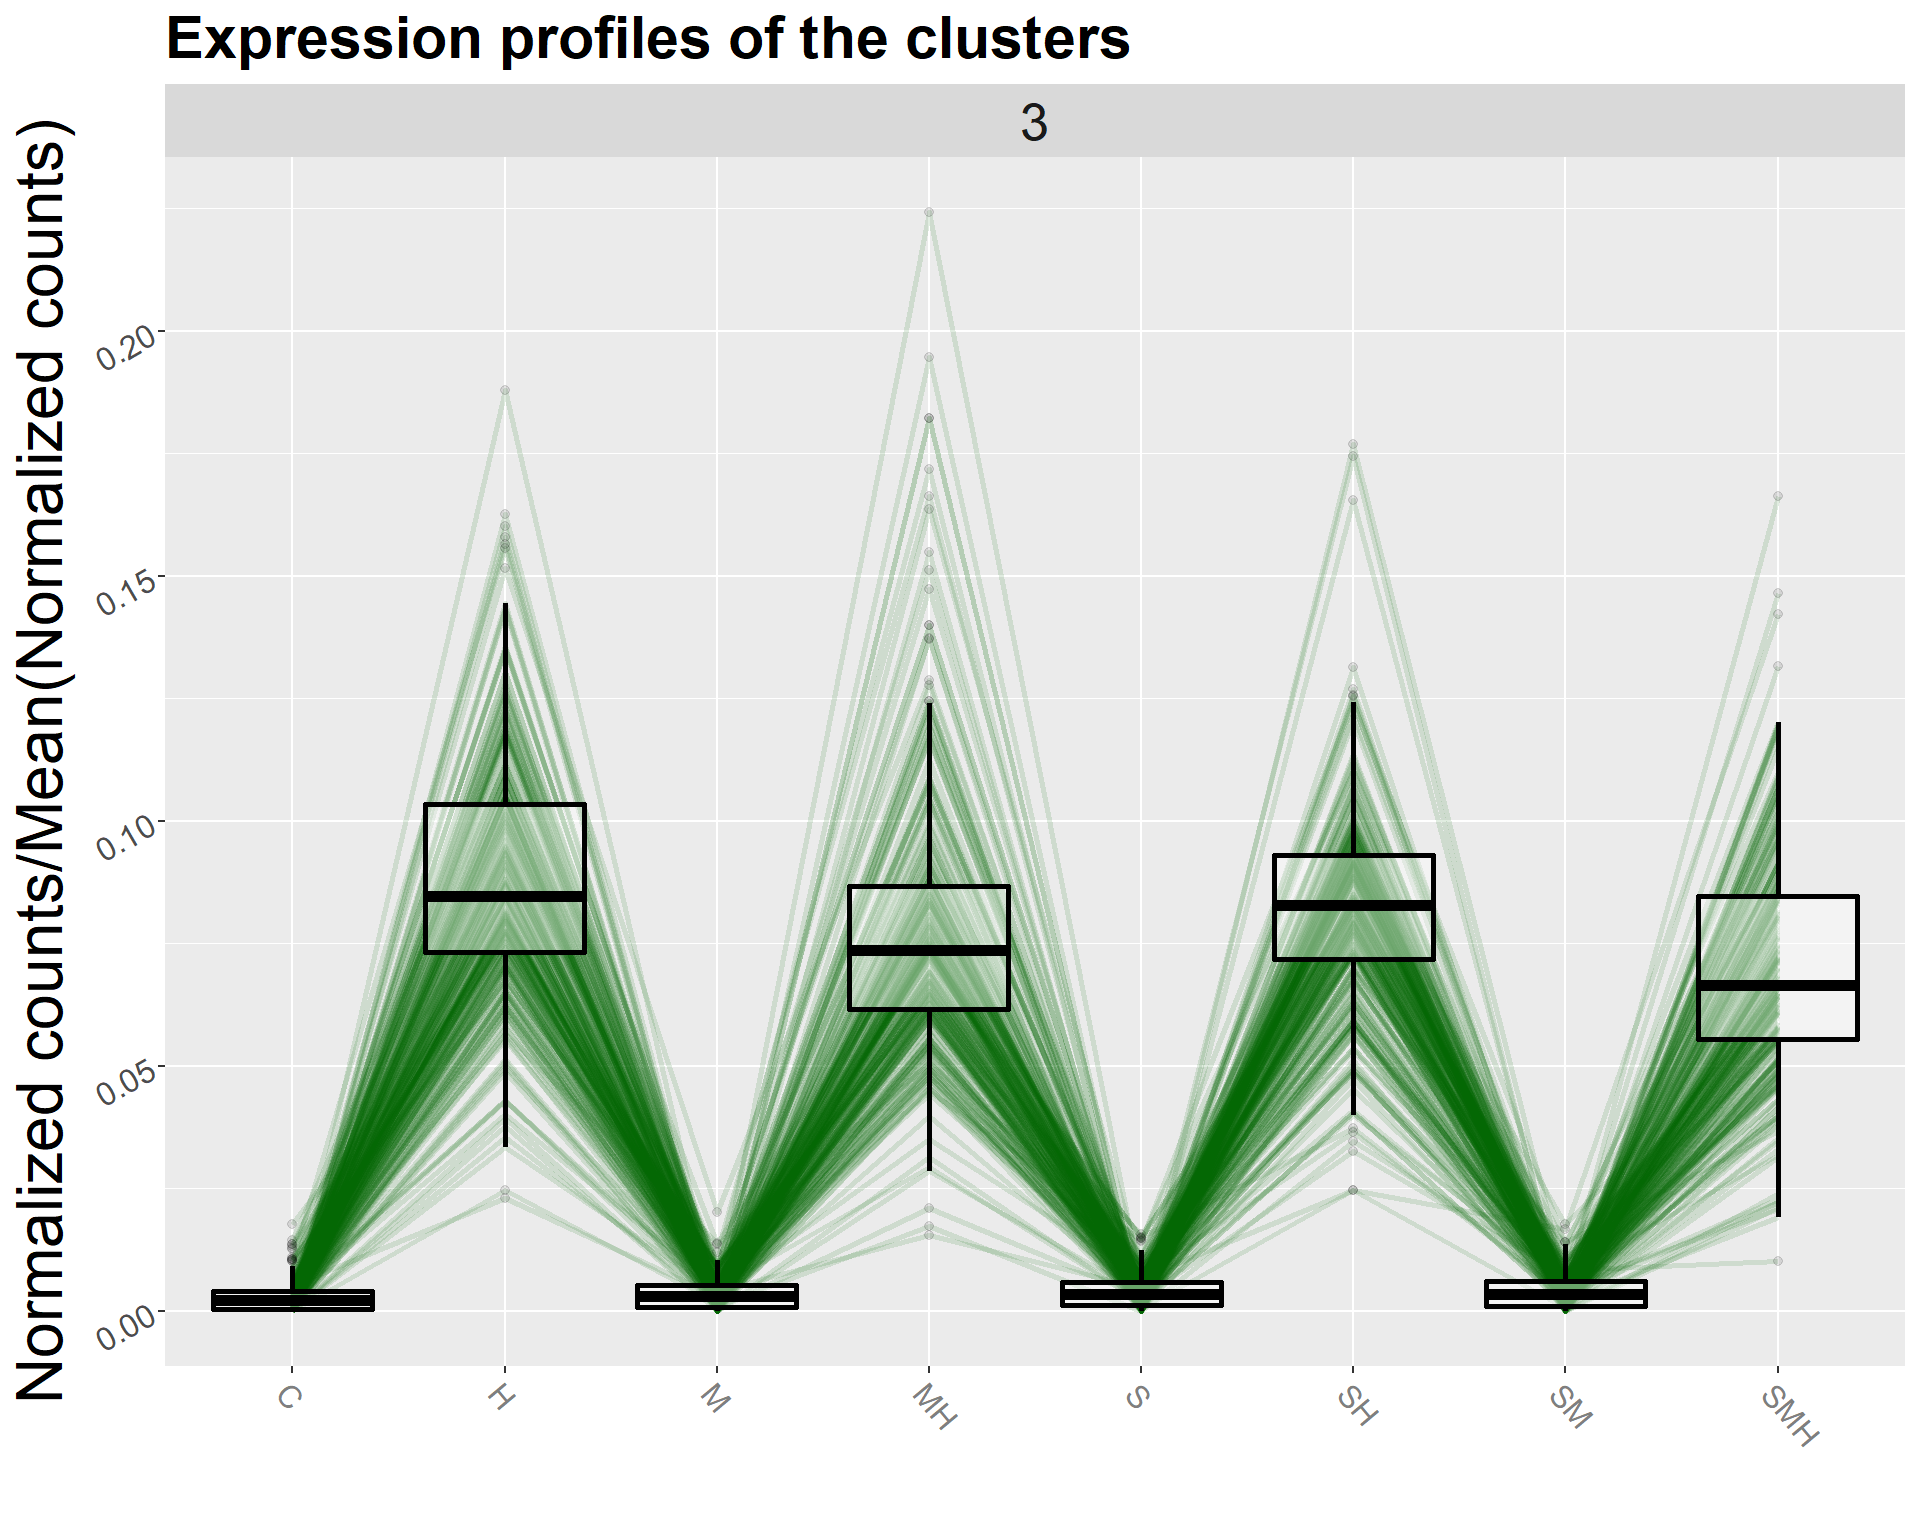 Expression profiles of the clusters
3
Normalized counts/Mean(Normalized counts)
0.20
0.15
0.10
0.05
0.00
C
H
M
MH
S
SH
SM
SMH